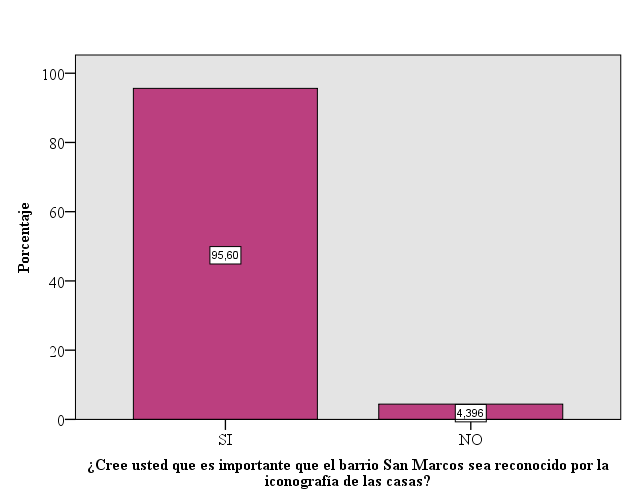 100
80
60
40
20
0
Porcentaje
95,60
4,396
SI
NO
¿Cree usted que es importante que el barrio San Marcos sea reconocido por la
iconografía de las casas?